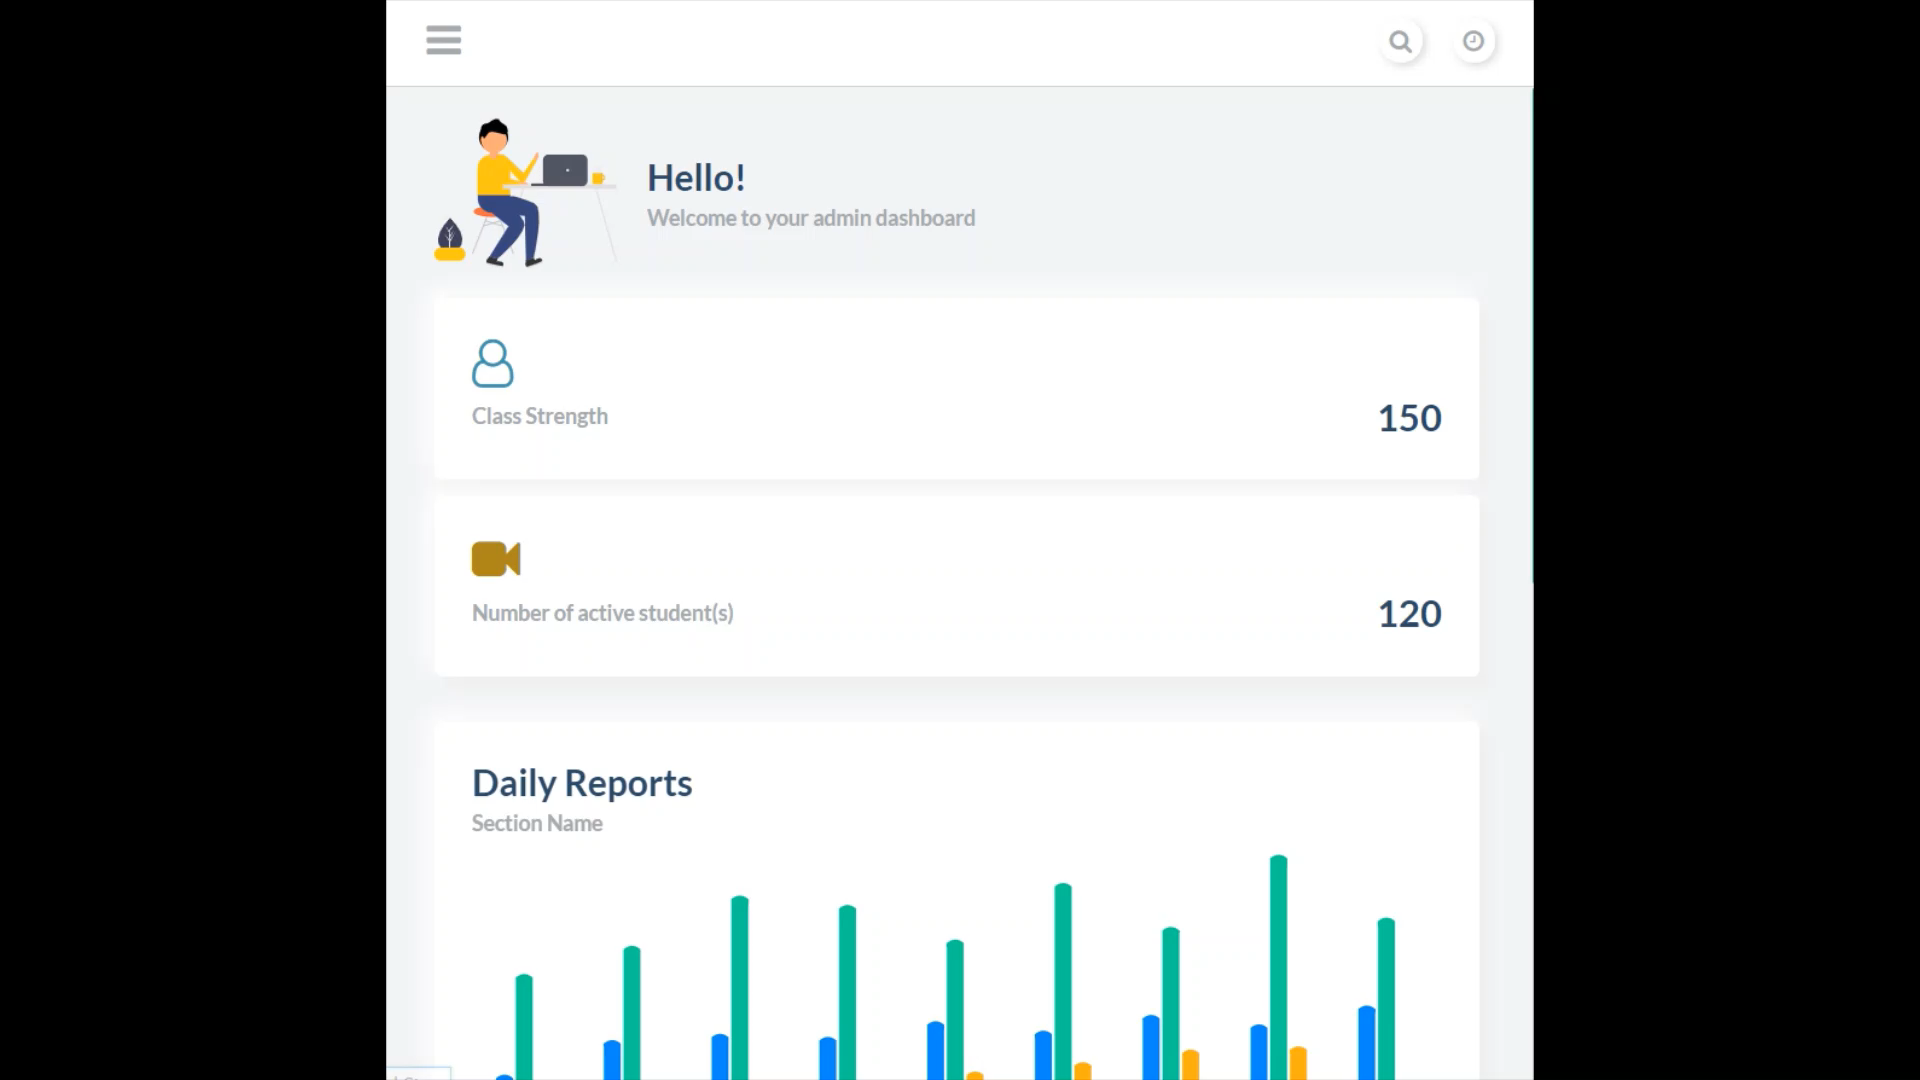 Hello!
Welcome to your admin dashboard
Class Strength
150
Number of active student(s)
120
Daily Reports
Section Name